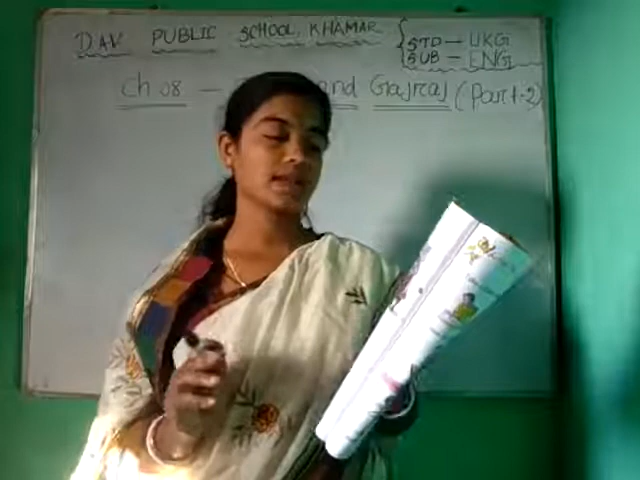 DAV PUBLIC SCHOOL, KHAMAR
STD — UKG
SUB — ENG
Ch 08 — and Gajraj (Part-2)